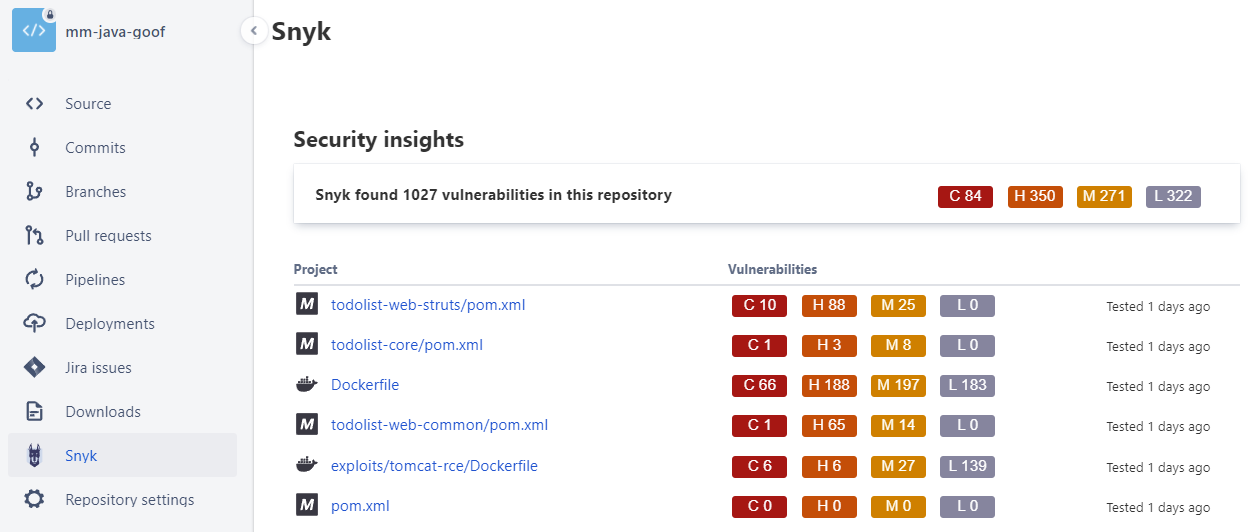 mm-java-goof
Snyk
Source
Commits
Branches
Pull requests
Pipelines
Deployments
Jira issues
Downloads
Snyk
Repository settings
Security insights
Snyk found 1027 vulnerabilities in this repository C 84 H 350 M 271 L 322
Project Vulnerabilities
M todolist-web-struts/pom.xml C 10 H 88 M 25 L 0 Tested 1 days ago
M todolist-core/pom.xml C 1 H 3 M 8 L 0 Tested 1 days ago
Dockerfile C 66 H 188 M 197 L 183 Tested 1 days ago
M todolist-web-common/pom.xml C 1 H 65 M 14 L 0 Tested 1 days ago
exploits/tomcat-rce/Dockerfile C 6 H 6 M 27 L 139 Tested 1 days ago
M pom.xml C 0 H 0 M 0 L 0 Tested 1 days ago